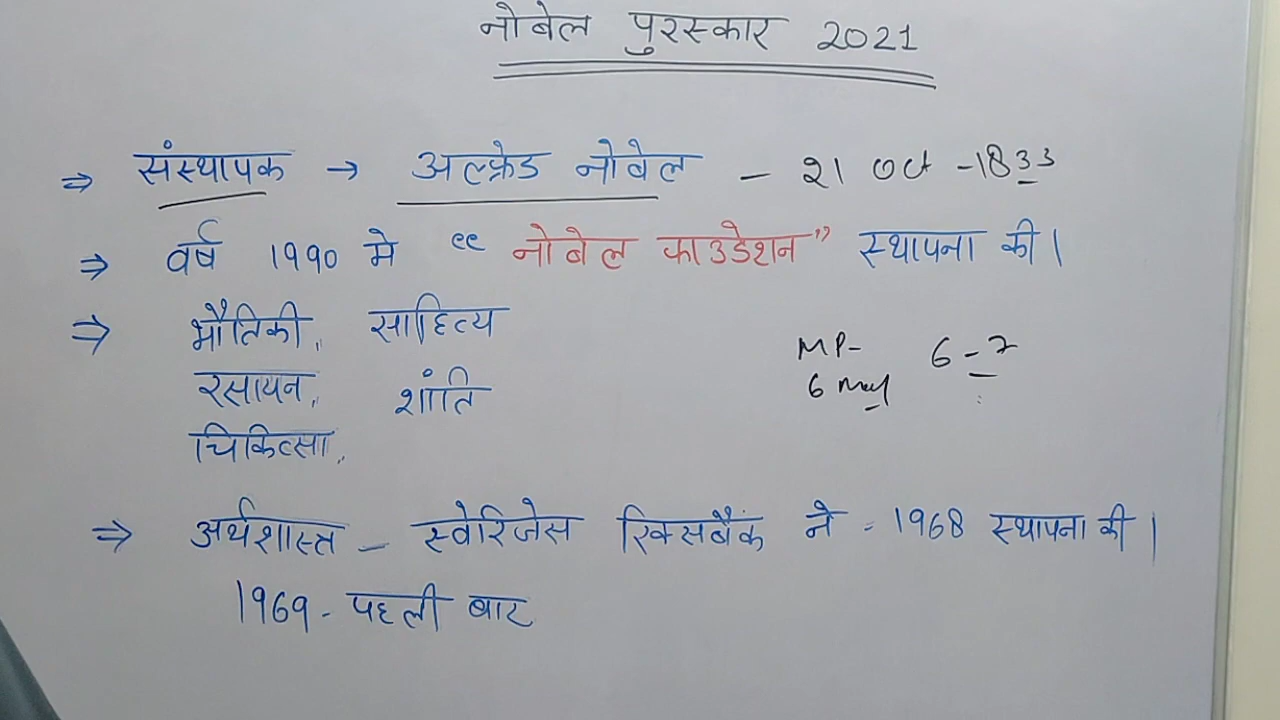 नोबेल पुरस्कार 2021
⇒ संस्थापक → अल्फ्रेड नोबेल - 21 Oct -1833
⇒ वर्ष 1990 मे “नोबेल फाउडेशन” स्थापना की।
⇒ भौतिकी, साहित्य
रसायन, शांति
चिकित्सा,
MP- 6-7
6 May
⇒ अर्थशास्त्र - स्वेरिजेस रिक्सबैंक ने - 1968 स्थापना की।
1969 - पहली बार